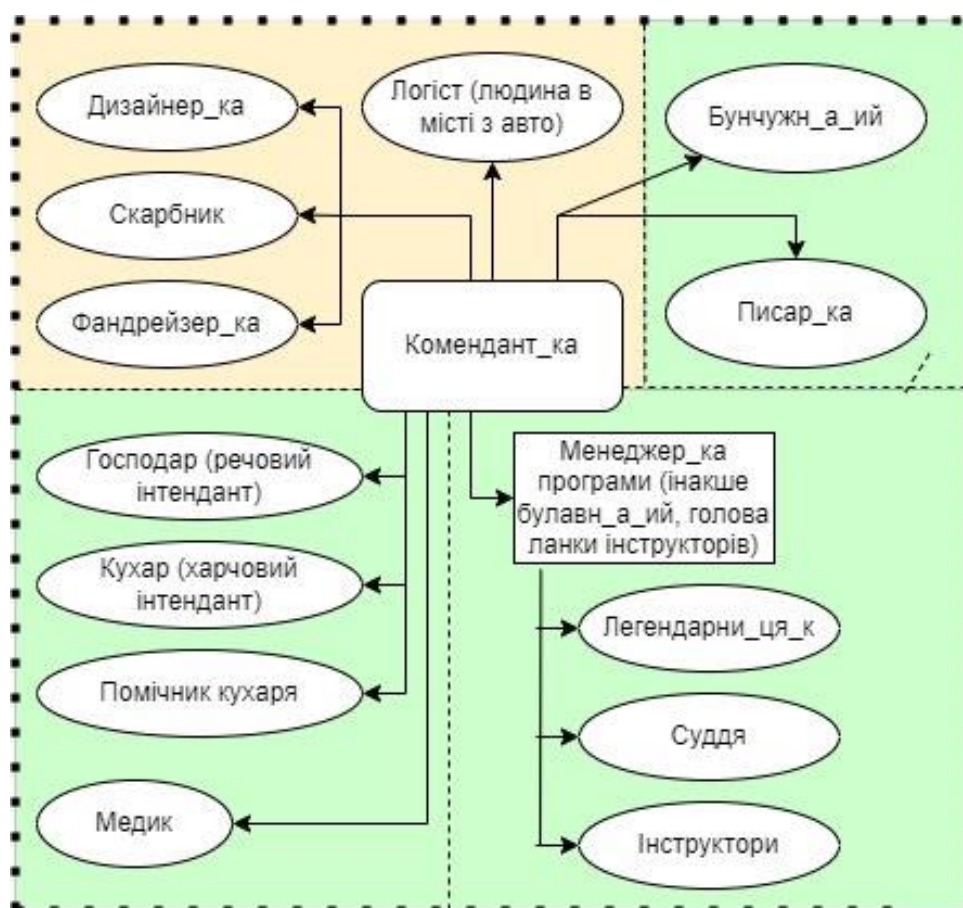 Дизайнер_ка
Логіст (людина в
місті з авто)
Бунчужн_а_ий
Скарбник
Фандрейзер_ка
Комендант_ка
Писар_ка
Господар (речовий
інтендант)
Кухар (харчовий
інтендант)
Помічник кухаря
Медик
Менеджер_ка
програми (інакше
булавн_а_ий, голова
ланки інструкторів)
Легендарни_ця_к
Суддя
Інструктори